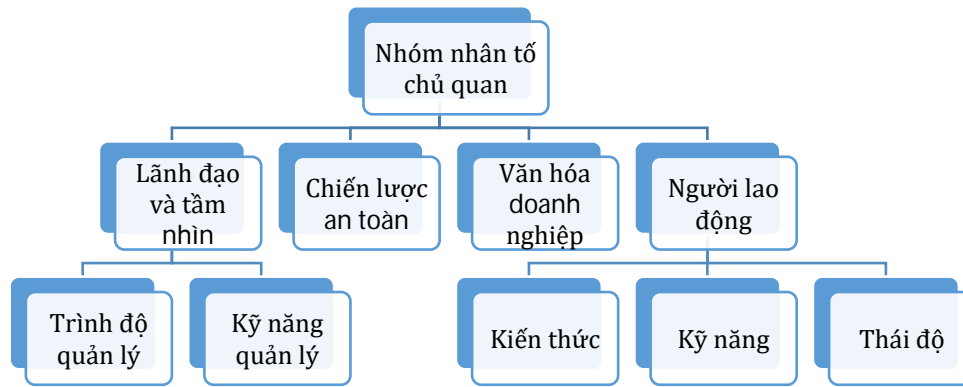 Nhóm nhân tố
chủ quan
Lãnh đạo
và tầm
nhìn
Chiến lược
an toàn
Văn hóa
doanh
nghiệp
Người lao
động
Trình độ
quản lý
Kỹ năng
quản lý
Kiến thức
Kỹ năng
Thái độ